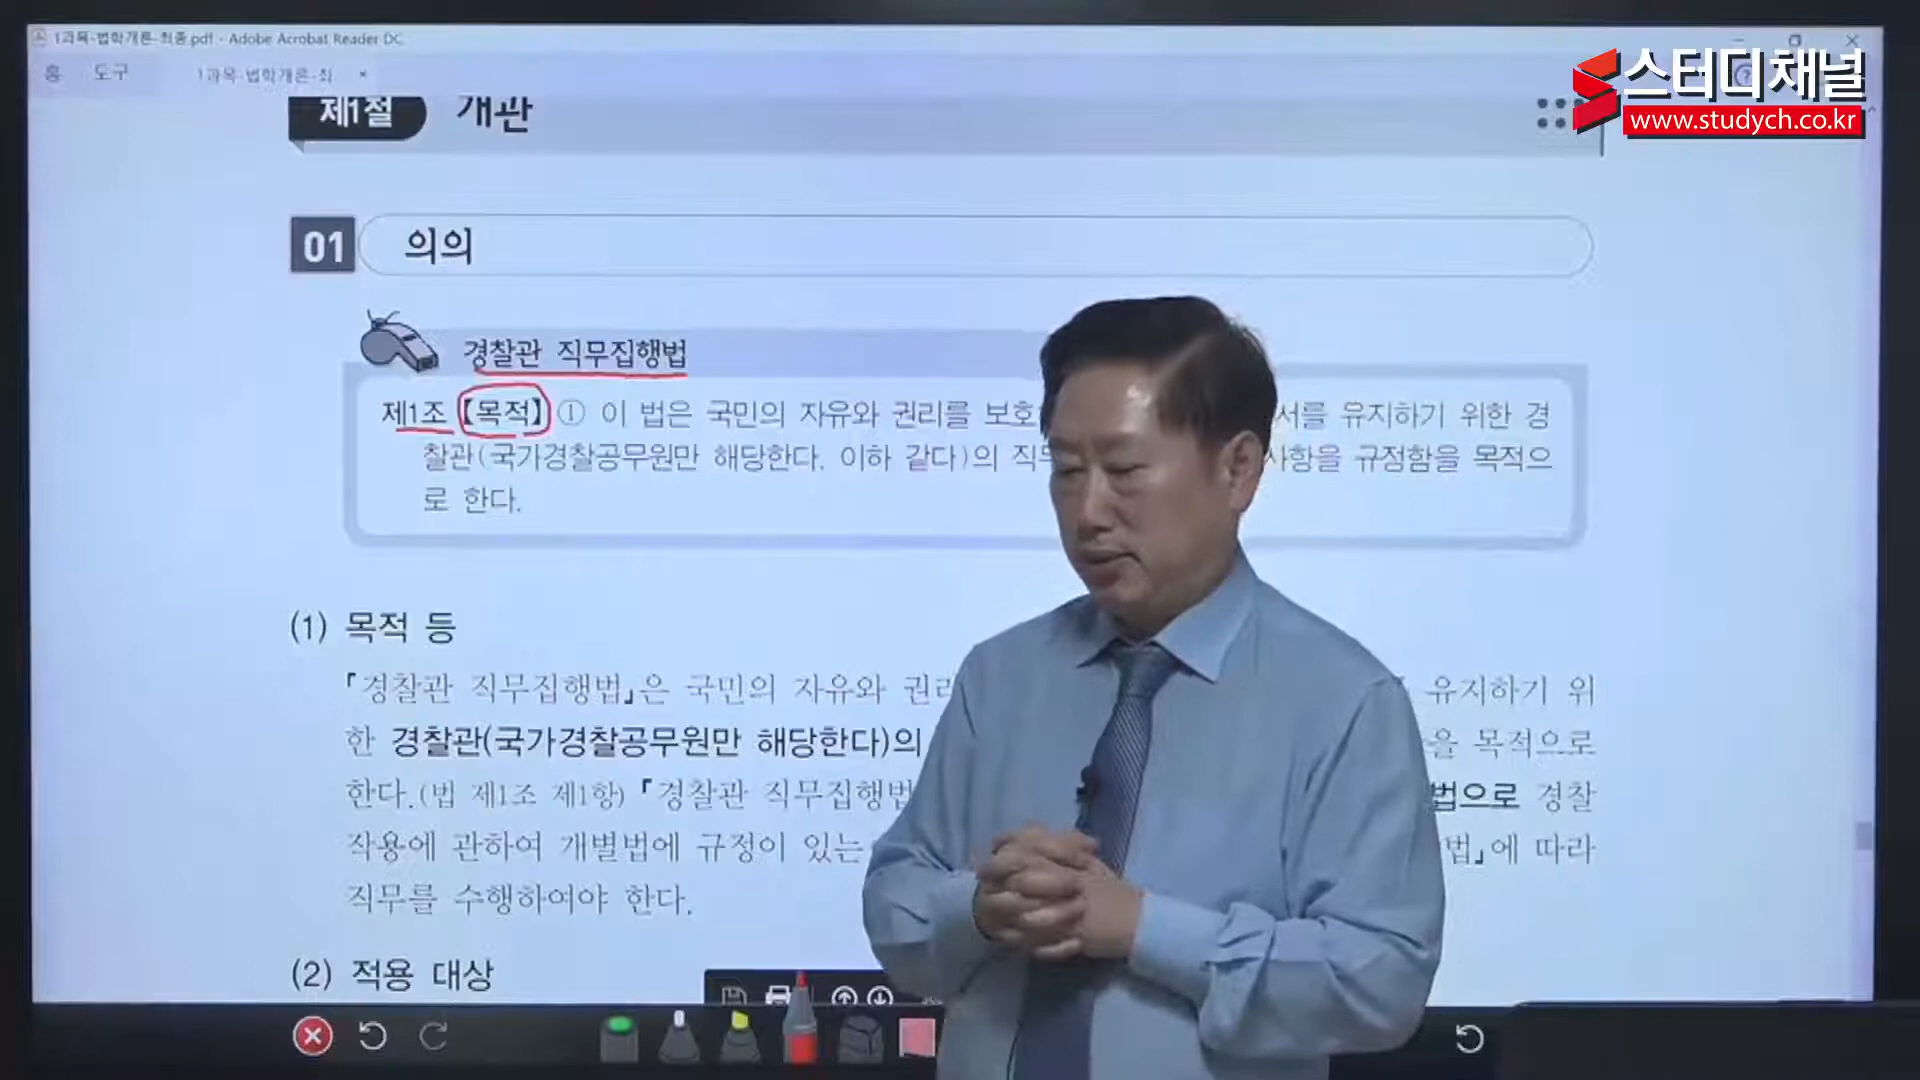 1과목-법학개론-최종.pdf - Adobe Acrobat Reader DC
홈 도구 1과목-법학개론-최.. ×
스터디채널
www.studych.co.kr
제1절 개관
01 의의
경찰관 직무집행법
제1조【목적】① 이 법은 국민의 자유와 권리를 보호 서를 유지하기 위한 경
찰관(국가경찰공무원만 해당한다. 이하 같다)의 직무 사항을 규정함을 목적으
로 한다.
(1) 목적 등
『경찰관 직무집행법』은 국민의 자유와 권리 유지하기 위
한 경찰관(국가경찰공무원만 해당한다)의 을 목적으로
한다.(법 제1조 제1항)『경찰관 직무집행법 법으로 경찰
작용에 관하여 개별법에 규정이 있는 법』에 따라
직무를 수행하여야 한다.
(2) 적용 대상